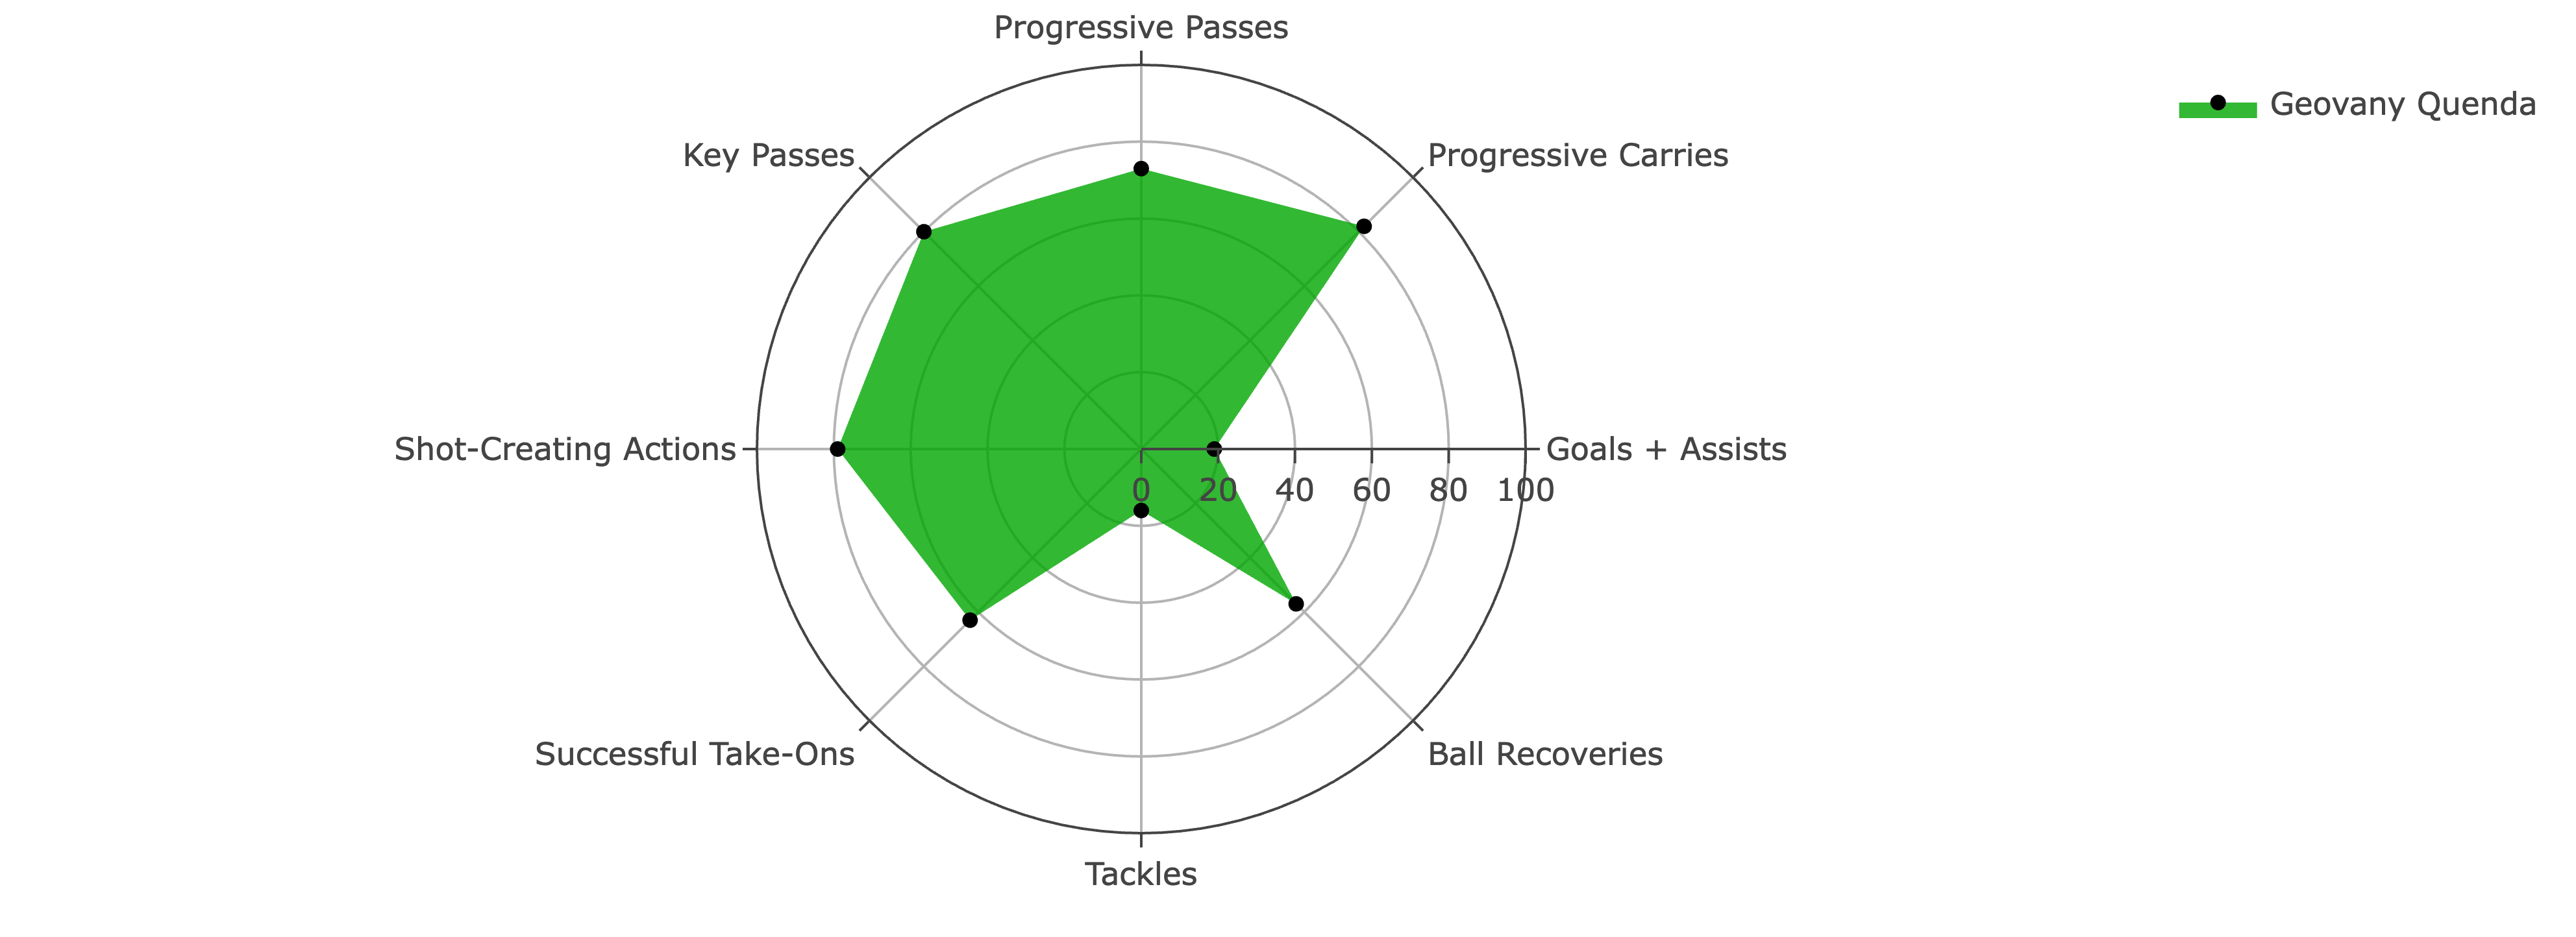 Progressive Passes
Geovany Quenda
Key Passes
Progressive Carries
Shot-Creating Actions
Goals + Assists
0 20 40 60 80 100
Successful Take-Ons
Ball Recoveries
Tackles